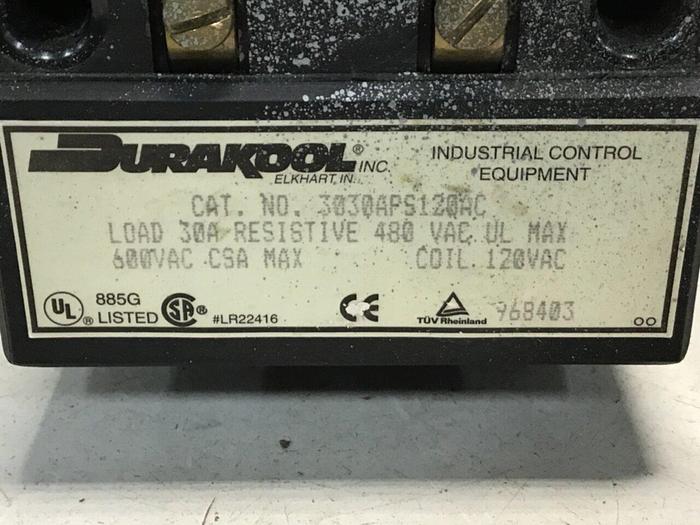 DURAKOOL® INC.
ELKHART, IN.
INDUSTRIAL CONTROL
EQUIPMENT
CAT. NO. 3030APS120AC
LOAD 30A RESISTIVE 480 VAC UL MAX
600VAC CSA MAX COIL 120VAC
UL ® 885G
LISTED
SA ® #LR22416
CE
TÜV Rheinland
968403